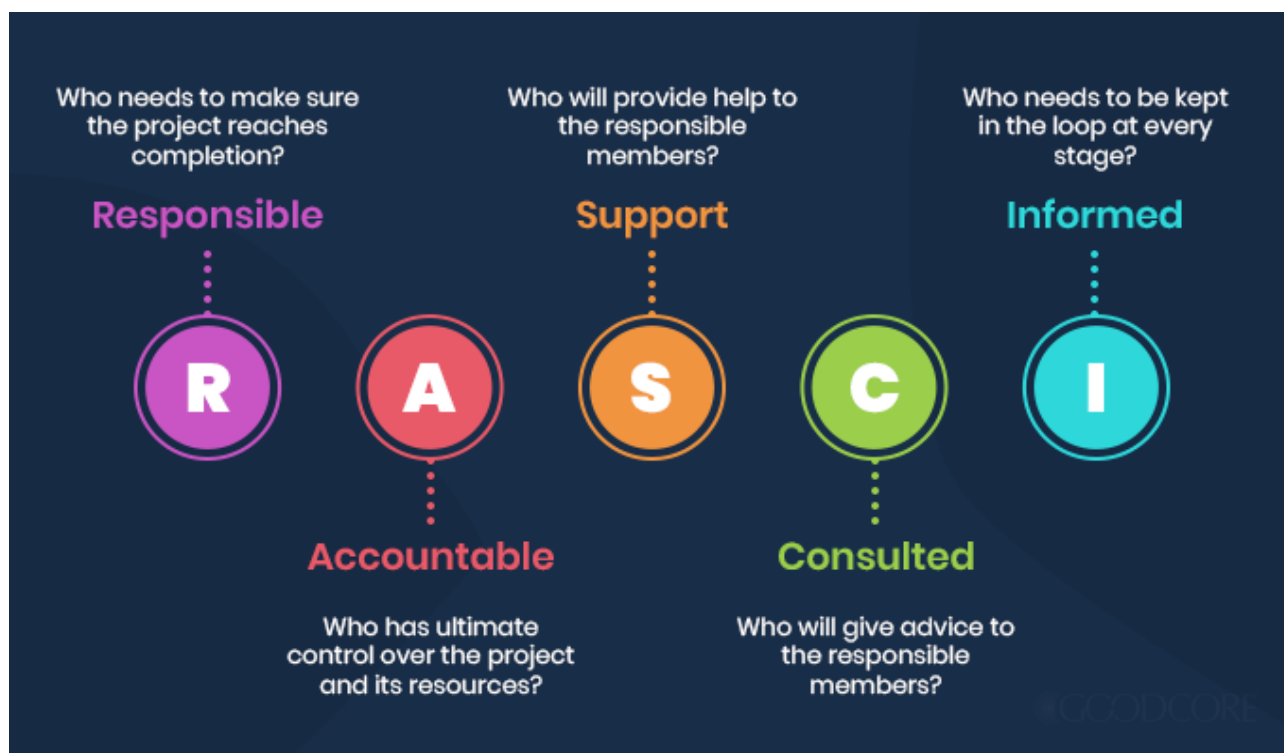 Who needs to make sure
the project reaches
completion?
Responsible
Who will provide help to
the responsible
members?
Support
Who needs to be kept
in the loop at every
stage?
Informed
R
A
S
C
I
Accountable
Who has ultimate
control over the project
and its resources?
Consulted
Who will give advice to
the responsible
members?
GOODCORE